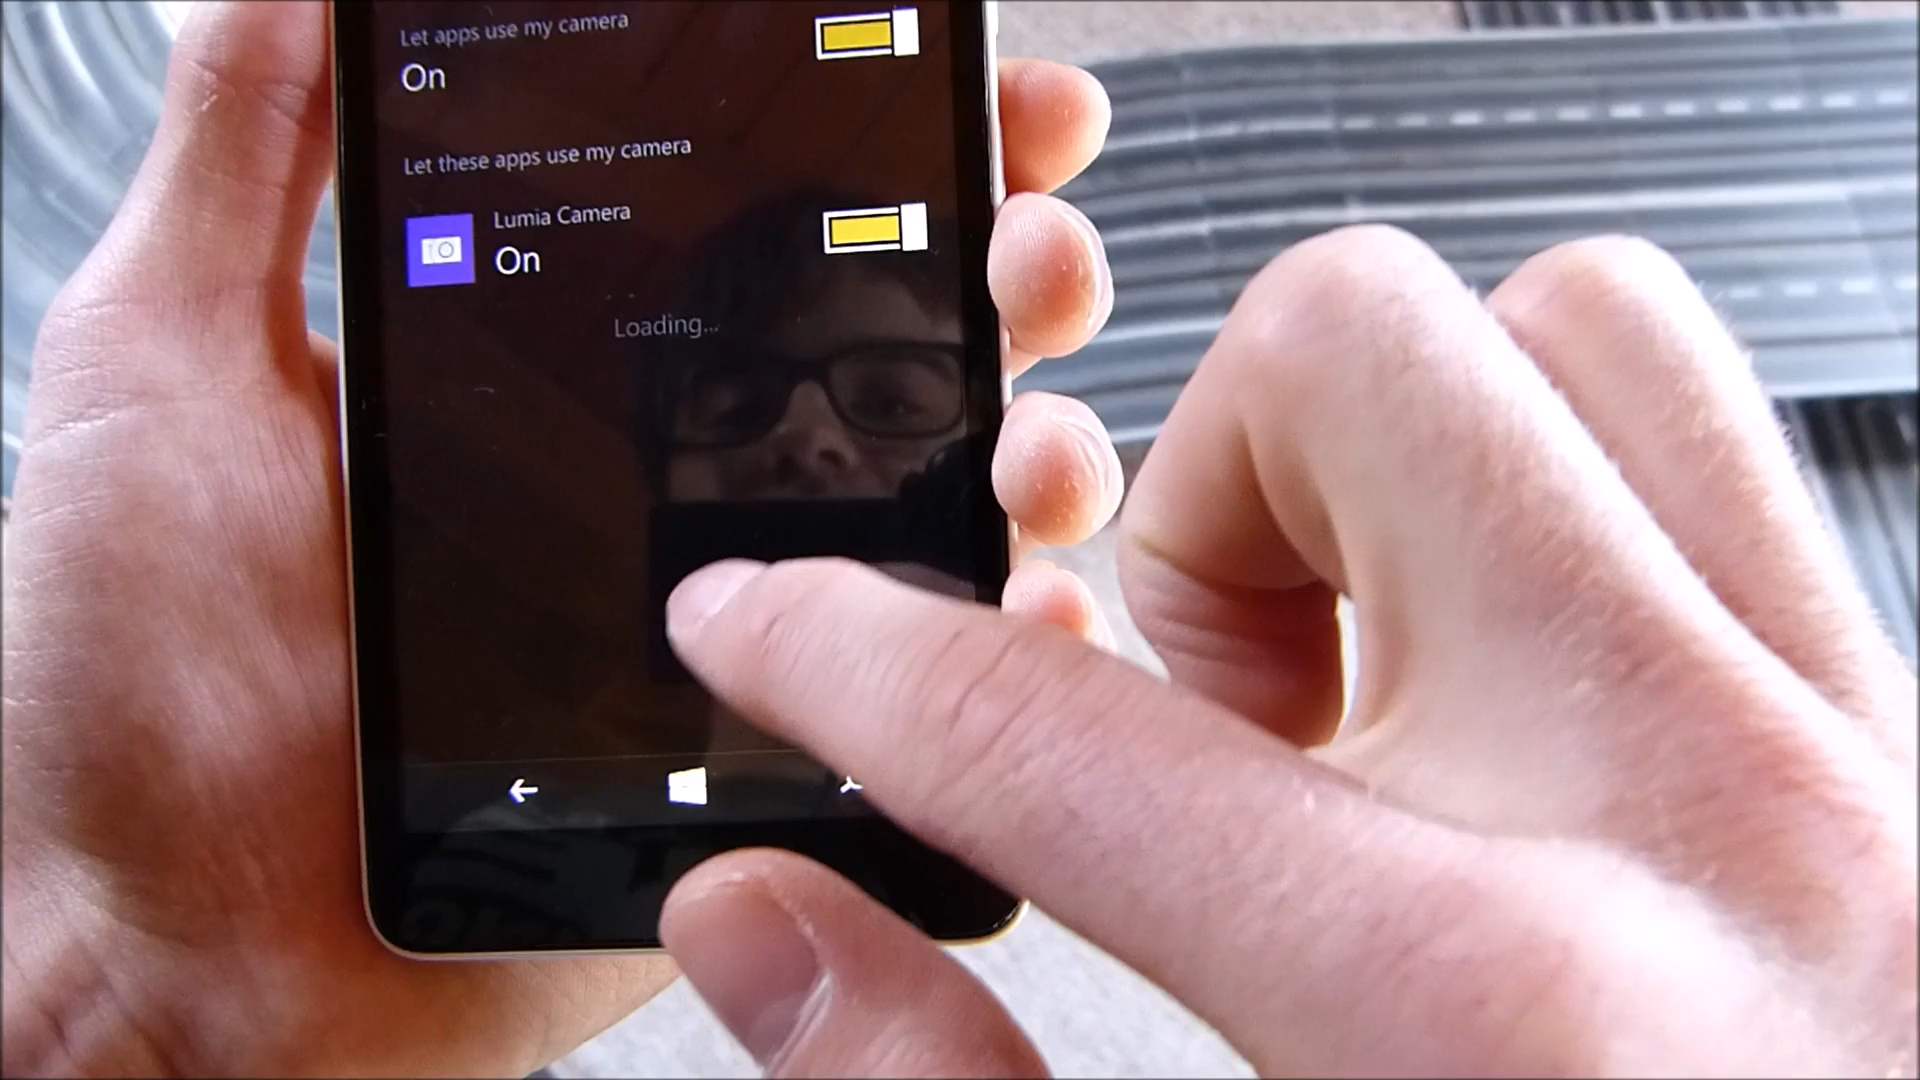 Let apps use my camera
On
Let these apps use my camera
Lumia Camera
On
Loading...